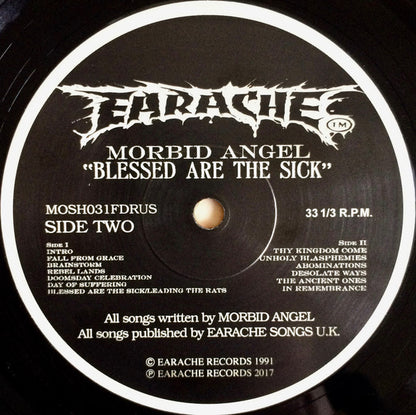 EARACHE
TM
MORBID ANGEL
"BLESSED ARE THE SICK"
MOSH031FDRUS
SIDE TWO
33 1/3 R.P.M.
SIDE I
INTRO
FALL FROM GRACE
BRAINSTORM
REBEL LANDS
DOOMSDAY CELEBRATION
DAY OF SUFFERING
BLESSED ARE THE SICK/LEADING THE RATS
SIDE II
THY KINGDOM COME
UNHOLY BLASPHEMIES
ABOMINATIONS
DESOLATE WAYS
THE ANCIENT ONES
IN REMEMBRANCE
All songs written by MORBID ANGEL
All songs published by EARACHE SONGS U.K.
© EARACHE RECORDS 1991
℗ EARACHE RECORDS 2017